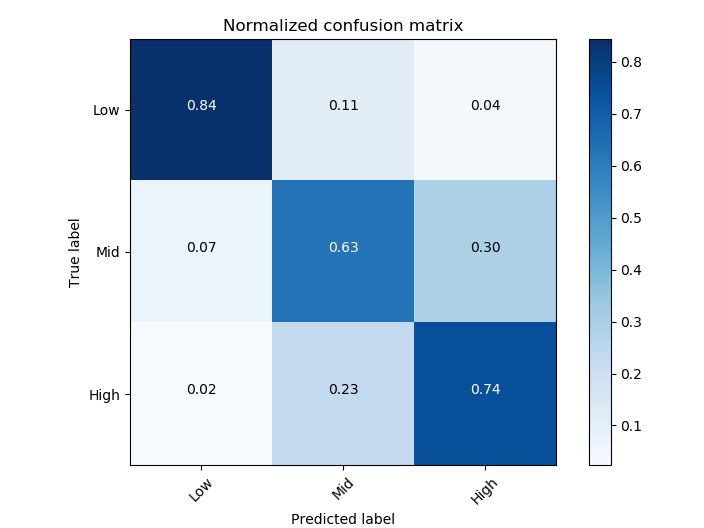 Normalized confusion matrix
Low 0.84 0.11 0.04
Mid 0.07 0.63 0.30
High 0.02 0.23 0.74
Low Mid High
True label
Predicted label
0.8
0.7
0.6
0.5
0.4
0.3
0.2
0.1